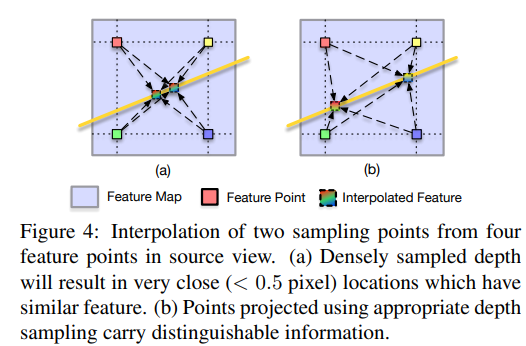 (a)
(b)
Feature Map
Feature Point
Interpolated Feature
Figure 4: Interpolation of two sampling points from four
feature points in source view. (a) Densely sampled depth
will result in very close (< 0.5 pixel) locations which have
similar feature. (b) Points projected using appropriate depth
sampling carry distinguishable information.